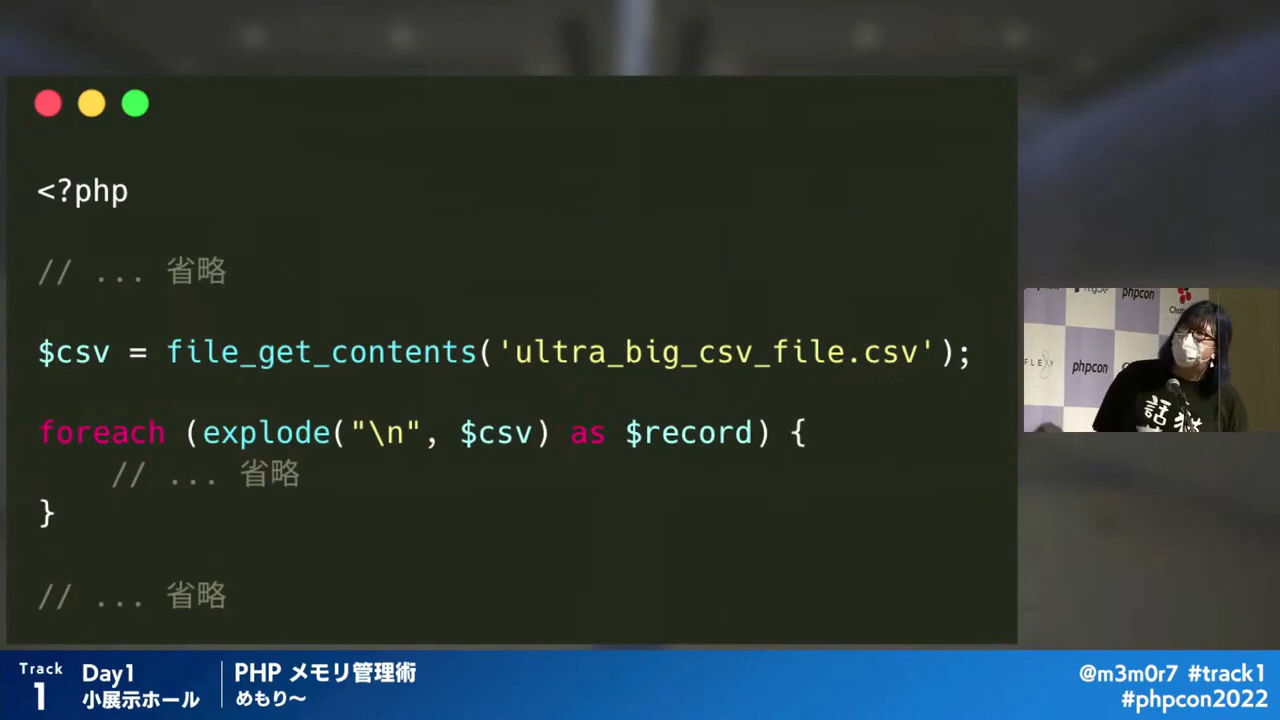 <?php
// ... 省略
$csv = file_get_contents('ultra_big_csv_file.csv');
foreach (explode("\n", $csv) as $record) {
// ... 省略
}
// ... 省略
phpcon
phpcon
FLEXY
Track
1
Day1
小展示ホール
PHP メモリ管理術
めもり〜
@m3m0r7 #track1
#phpcon2022